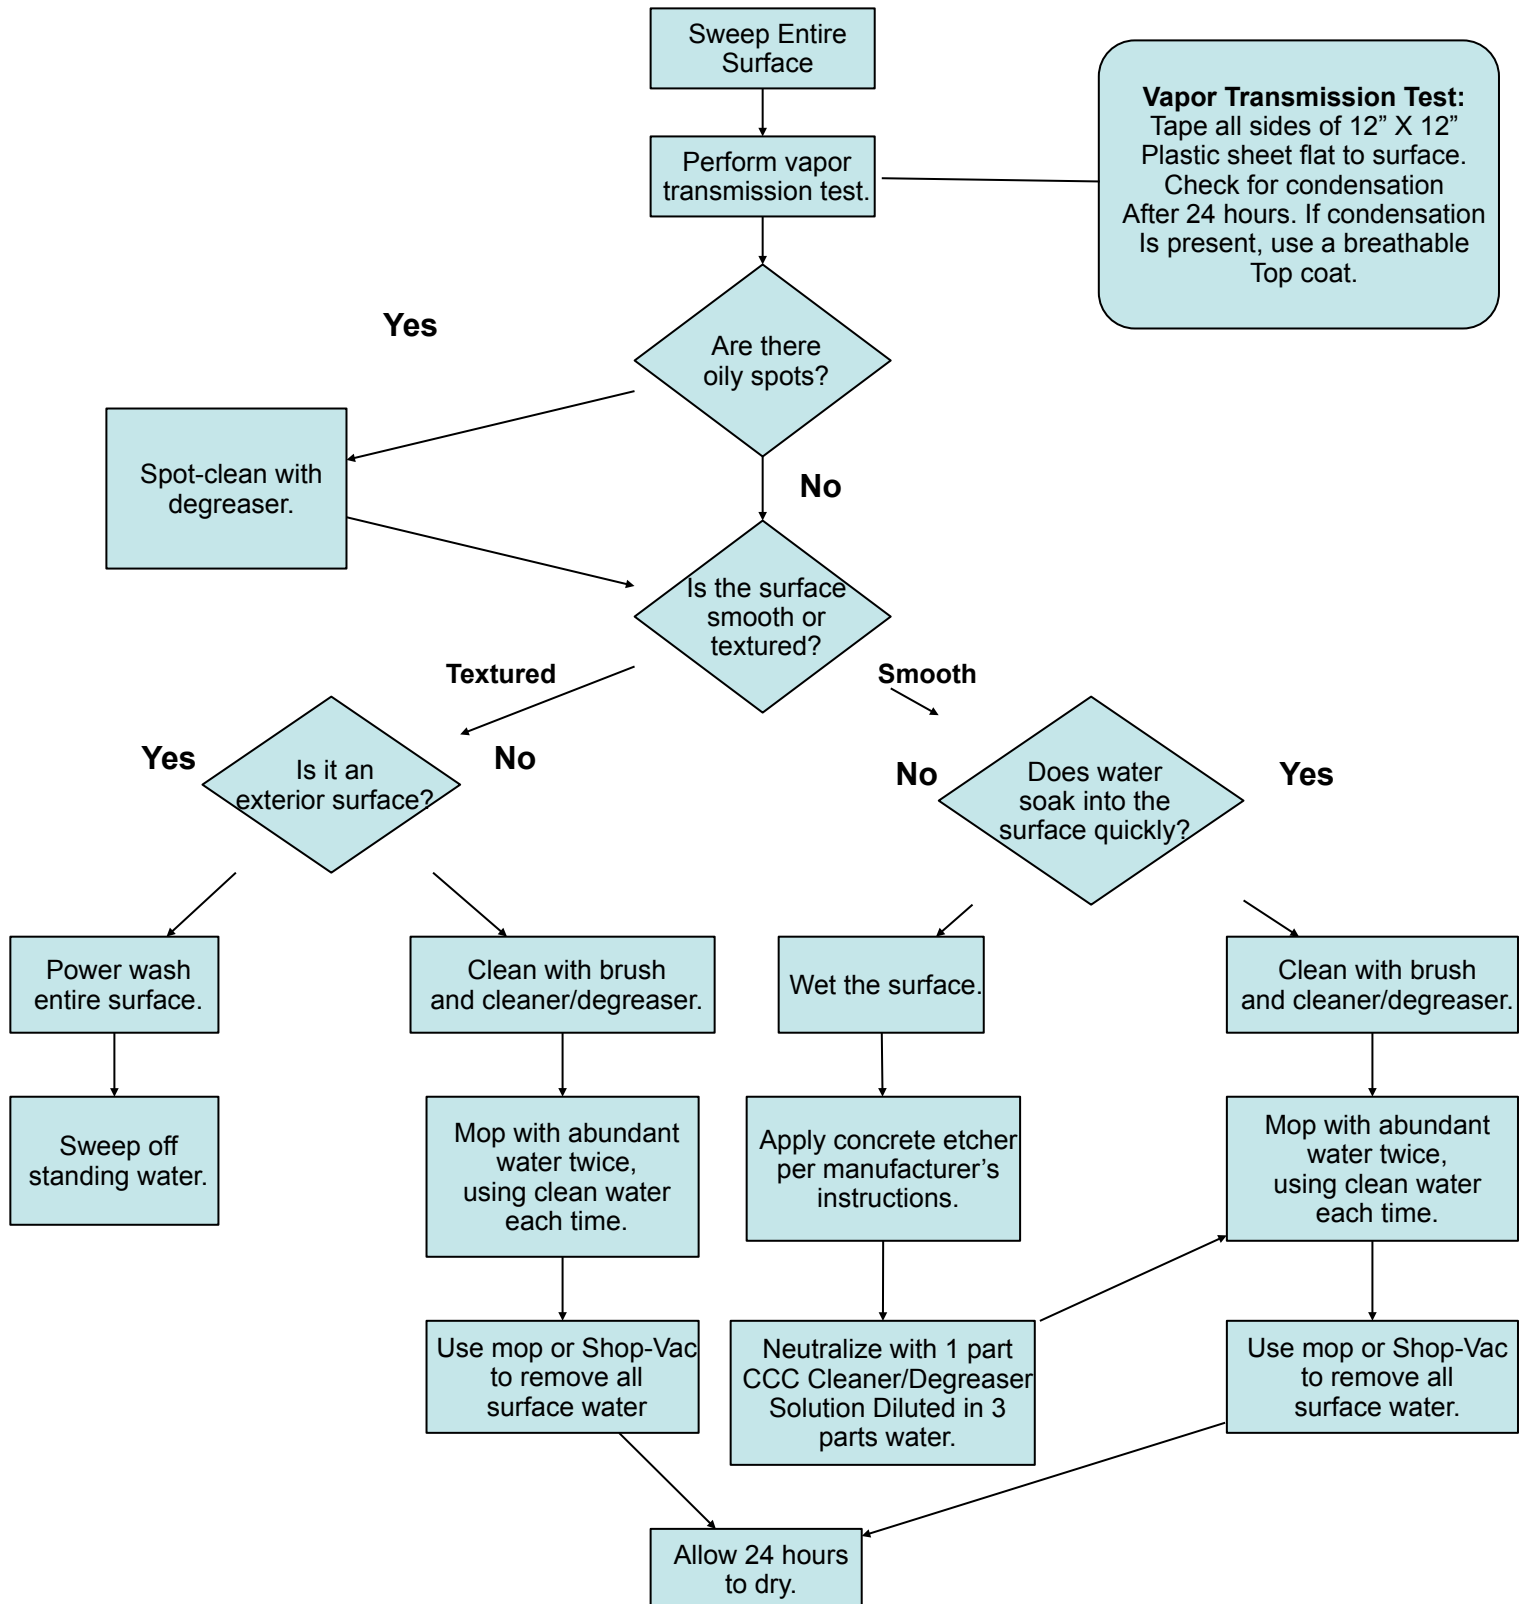 Sweep Entire
Surface
Vapor Transmission Test:
Tape all sides of 12” X 12”
Plastic sheet flat to surface.
Check for condensation
After 24 hours. If condensation
Is present, use a breathable
Top coat.
Perform vapor
transmission test.
Yes
Are there
oily spots?
Spot-clean with
degreaser.
No
Is the surface
smooth or
textured?
Textured
Smooth
Yes
Is it an
exterior surface?
No
No
Does water
soak into the
surface quickly?
Yes
Power wash
entire surface.
Clean with brush
and cleaner/degreaser.
Wet the surface.
Clean with brush
and cleaner/degreaser.
Sweep off
standing water.
Mop with abundant
water twice,
using clean water
each time.
Apply concrete etcher
per manufacturer’s
instructions.
Mop with abundant
water twice,
using clean water
each time.
Use mop or Shop-Vac
to remove all
surface water
Neutralize with 1 part
CCC Cleaner/Degreaser
Solution Diluted in 3
parts water.
Use mop or Shop-Vac
to remove all
surface water.
Allow 24 hours
to dry.